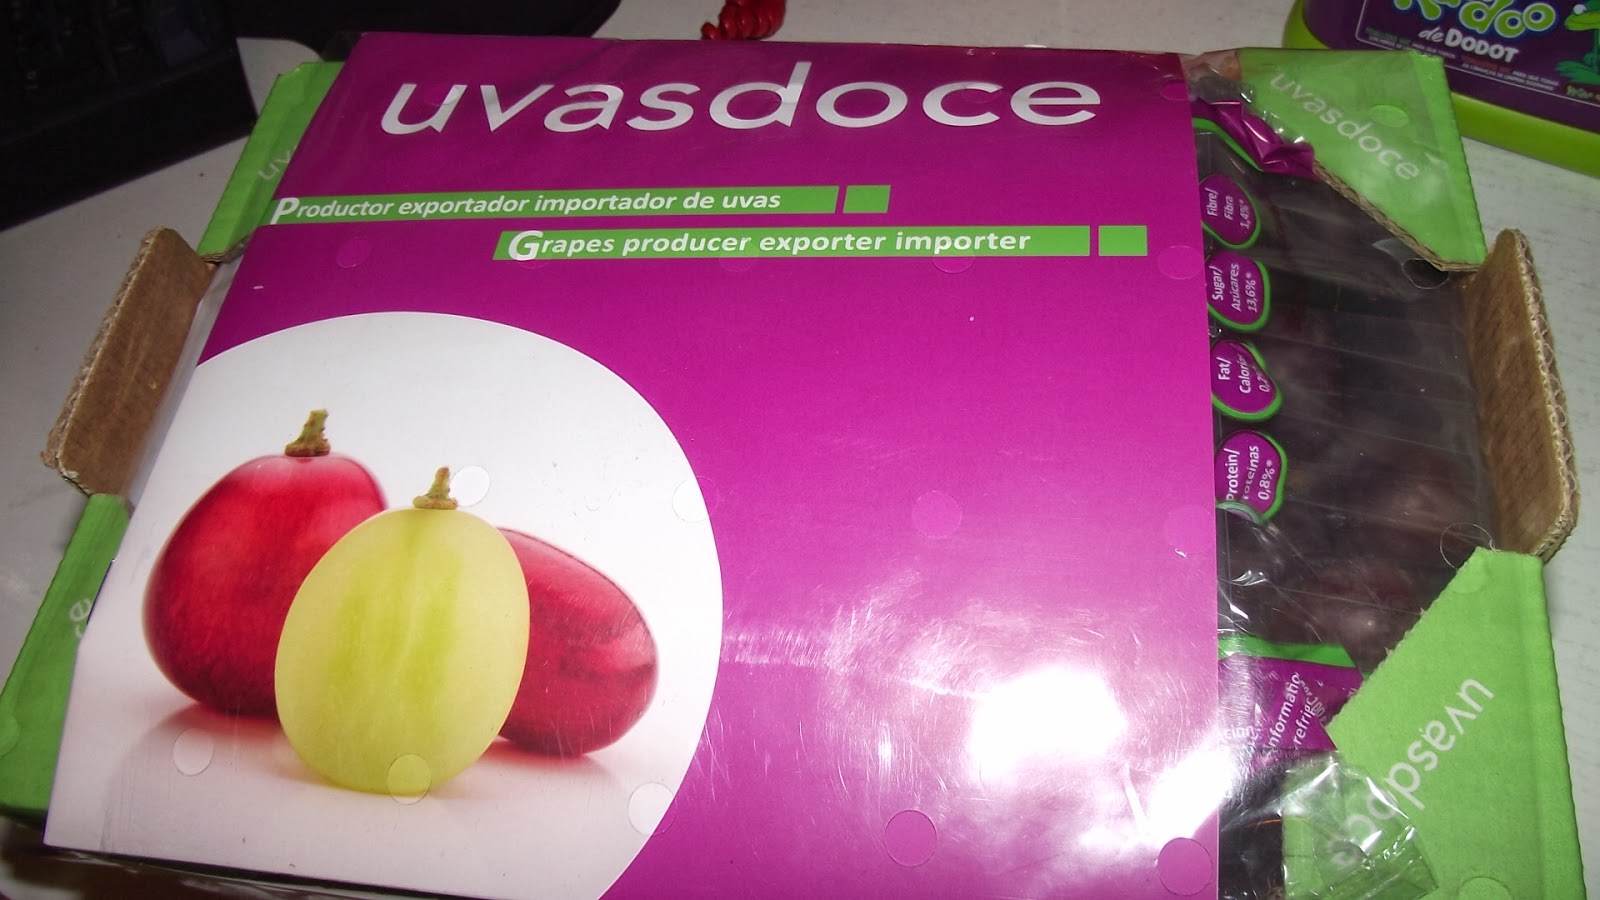 uvasdoce
Productor exportador importador de uvas
Grapes producer exporter importer
uvasdoce
Fibre/
Fibra
1,4%*
Sugar/
Azúcares
13,6%*
Fat/
Protein/
0,8%*
uvasdoce
de DODOT